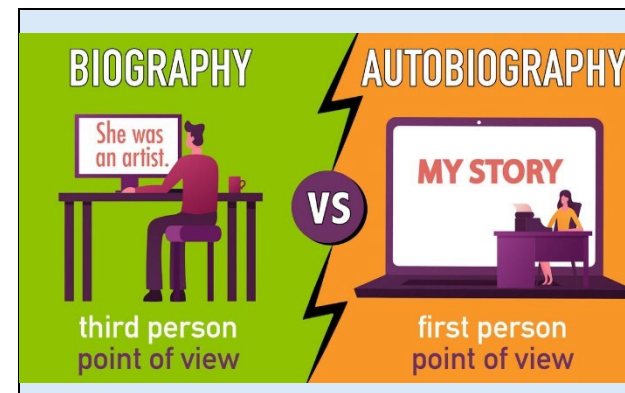 BIOGRAPHY
She was
an artist.
third person
point of view
VS
AUTOBIOGRAPHY
MY STORY
first person
point of view